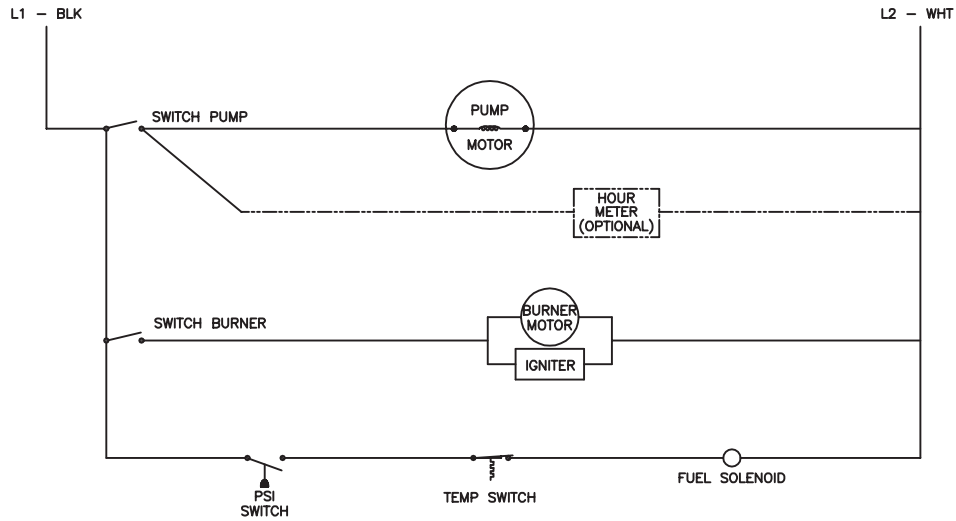 L1 - BLK
L2 - WHT
SWITCH PUMP
PUMP
MOTOR
HOUR
METER
(OPTIONAL)
SWITCH BURNER
BURNER
MOTOR
IGNITER
PSI
SWITCH
TEMP SWITCH
FUEL SOLENOID